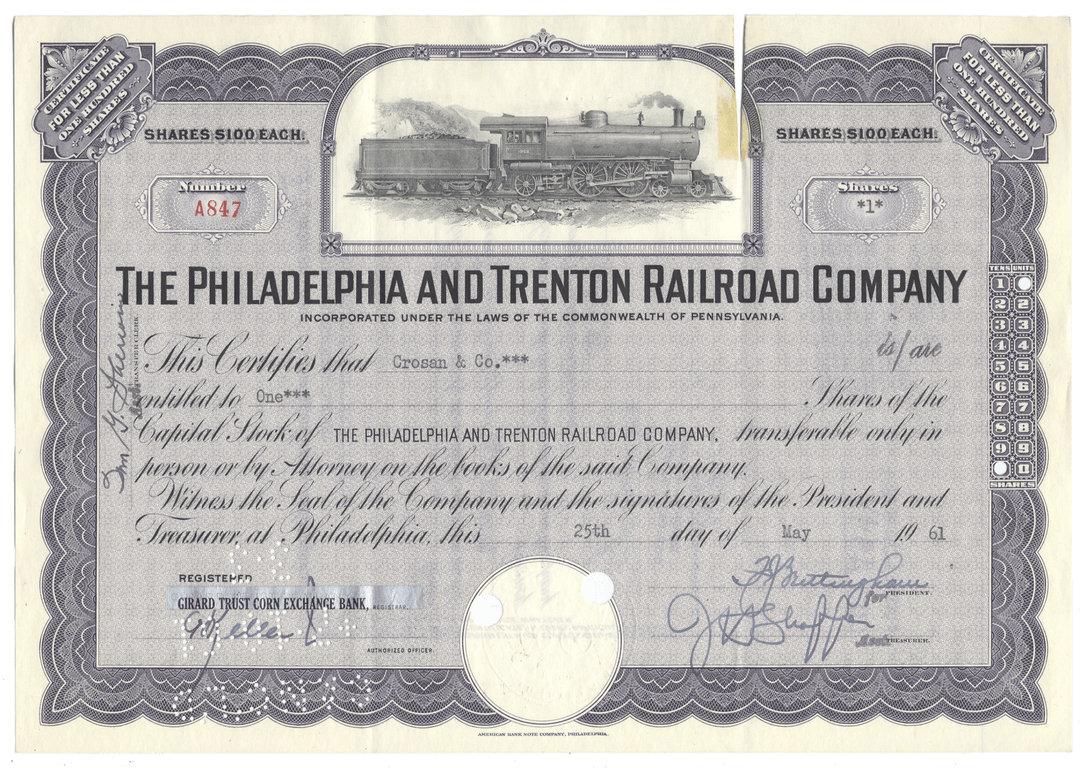 CERTIFICATE
FOR LESS THAN
ONE HUNDRED
SHARES
CERTIFICATE
FOR LESS THAN
ONE HUNDRED
SHARES
SHARES $100 EACH.
SHARES $100 EACH.
Number
A847
Shares
*1*
THE PHILADELPHIA AND TRENTON RAILROAD COMPANY
INCORPORATED UNDER THE LAWS OF THE COMMONWEALTH OF PENNSYLVANIA.
This Certifies that Crosan & Co.*** is/are
entitled to One*** Shares of the
Capital Stock of THE PHILADELPHIA AND TRENTON RAILROAD COMPANY, transferable only in
person or by Attorney on the books of the said Company.
Witness the Seal of the Company and the signatures of the President and
Treasurer, at Philadelphia, this 25th day of May 1961
TRANSFER CLERK
TENS UNITS
1
2 2
3 3
4 4
5 5
6 6
7 7
8 8
9 9
0
SHARES
REGISTERED
GIRARD TRUST CORN EXCHANGE BANK, REGISTRAR.
AUTHORIZED OFFICER.
for PRESIDENT.
Asst TREASURER.
AMERICAN BANK NOTE COMPANY, PHILADELPHIA.